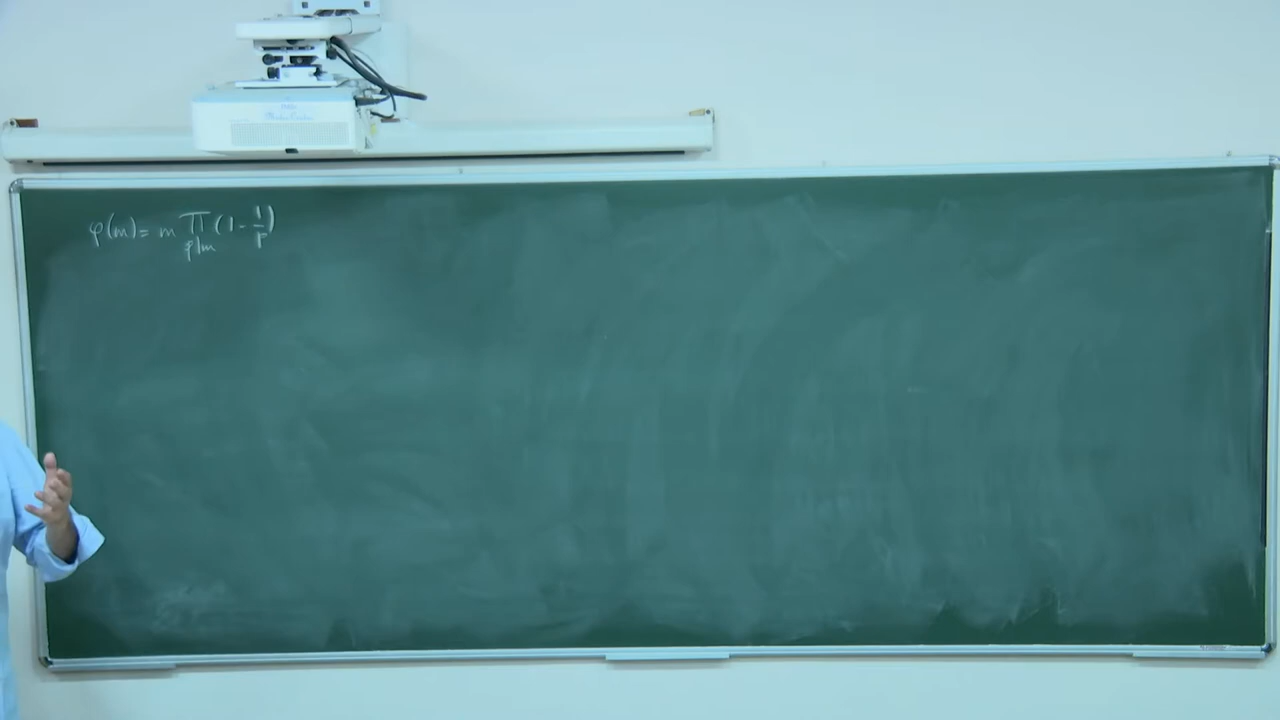 φ(m) = m ∏ (1 - 1/p)
p|m